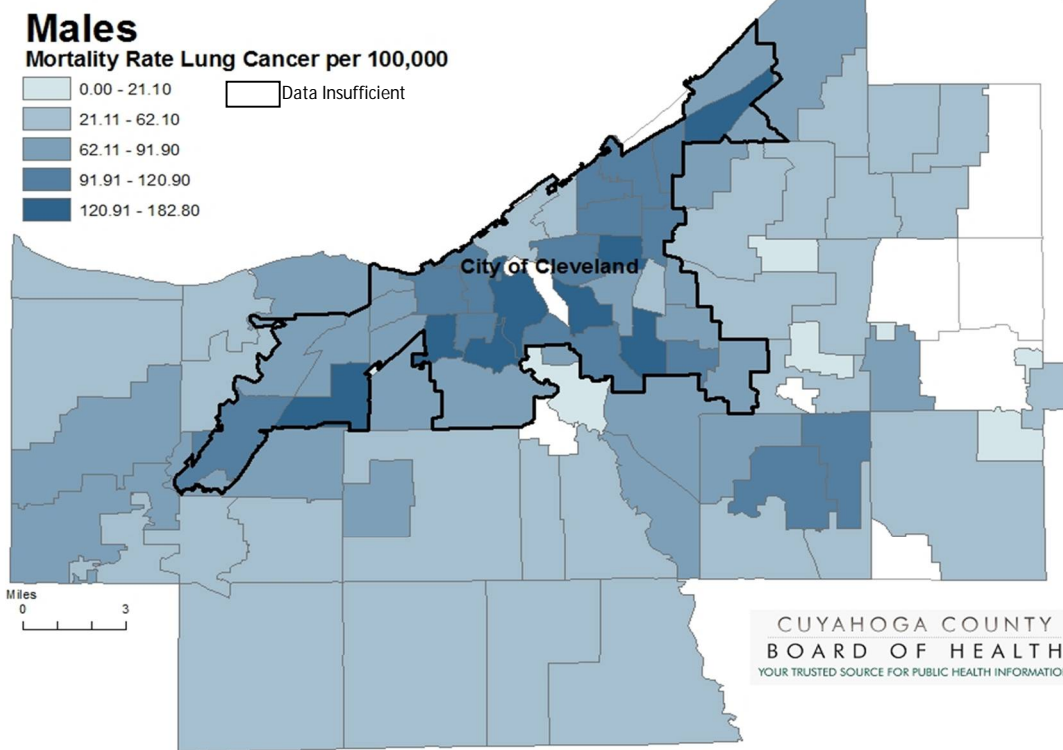 Males
Mortality Rate Lung Cancer per 100,000
0.00 - 21.10
Data Insufficient
21.11 - 62.10
62.11 - 91.90
91.91 - 120.90
120.91 - 182.80
City of Cleveland
Miles
0 3
CUYAHOGA COUNTY
BOARD OF HEALTH
YOUR TRUSTED SOURCE FOR PUBLIC HEALTH INFORMATIO